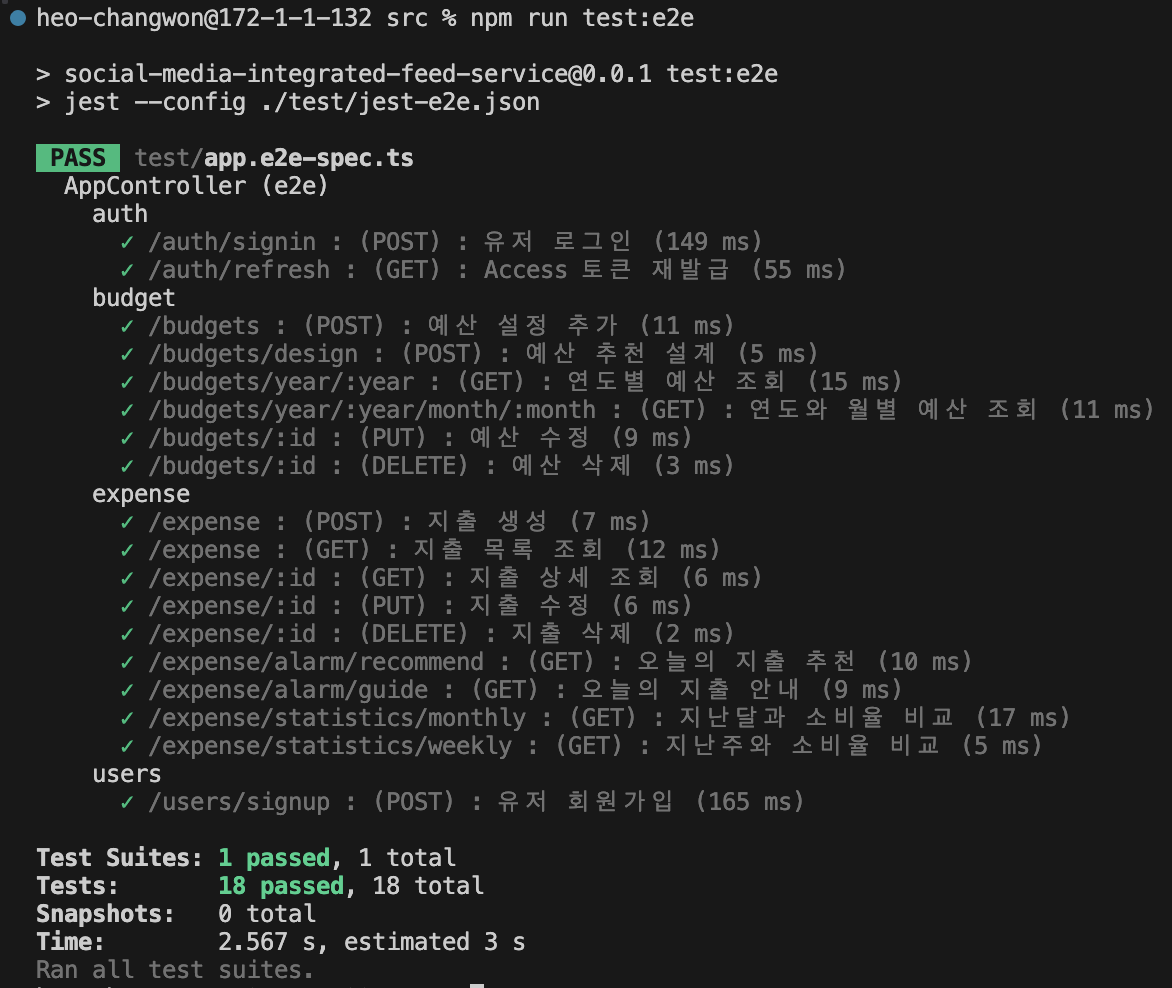 heo-changwon@172-1-1-132 src % npm run test:e2e
> social-media-integrated-feed-service@0.0.1 test:e2e
> jest --config ./test/jest-e2e.json
PASS test/app.e2e-spec.ts
AppController (e2e)
auth
✓ /auth/signin : (POST) : 유저 로그인 (149 ms)
✓ /auth/refresh : (GET) : Access 토큰 재발급 (55 ms)
budget
✓ /budgets : (POST) : 예산 설정 추가 (11 ms)
✓ /budgets/design : (POST) : 예산 추천 설계 (5 ms)
✓ /budgets/year/:year : (GET) : 연도별 예산 조회 (15 ms)
✓ /budgets/year/:year/month/:month : (GET) : 연도와 월별 예산 조회 (11 ms)
✓ /budgets/:id : (PUT) : 예산 수정 (9 ms)
✓ /budgets/:id : (DELETE) : 예산 삭제 (3 ms)
expense
✓ /expense : (POST) : 지출 생성 (7 ms)
✓ /expense : (GET) : 지출 목록 조회 (12 ms)
✓ /expense/:id : (GET) : 지출 상세 조회 (6 ms)
✓ /expense/:id : (PUT) : 지출 수정 (6 ms)
✓ /expense/:id : (DELETE) : 지출 삭제 (2 ms)
✓ /expense/alarm/recommend : (GET) : 오늘의 지출 추천 (10 ms)
✓ /expense/alarm/guide : (GET) : 오늘의 지출 안내 (9 ms)
✓ /expense/statistics/monthly : (GET) : 지난달과 소비율 비교 (17 ms)
✓ /expense/statistics/weekly : (GET) : 지난주와 소비율 비교 (5 ms)
users
✓ /users/signup : (POST) : 유저 회원가입 (165 ms)
Test Suites: 1 passed, 1 total
Tests: 18 passed, 18 total
Snapshots: 0 total
Time: 2.567 s, estimated 3 s
Ran all test suites.